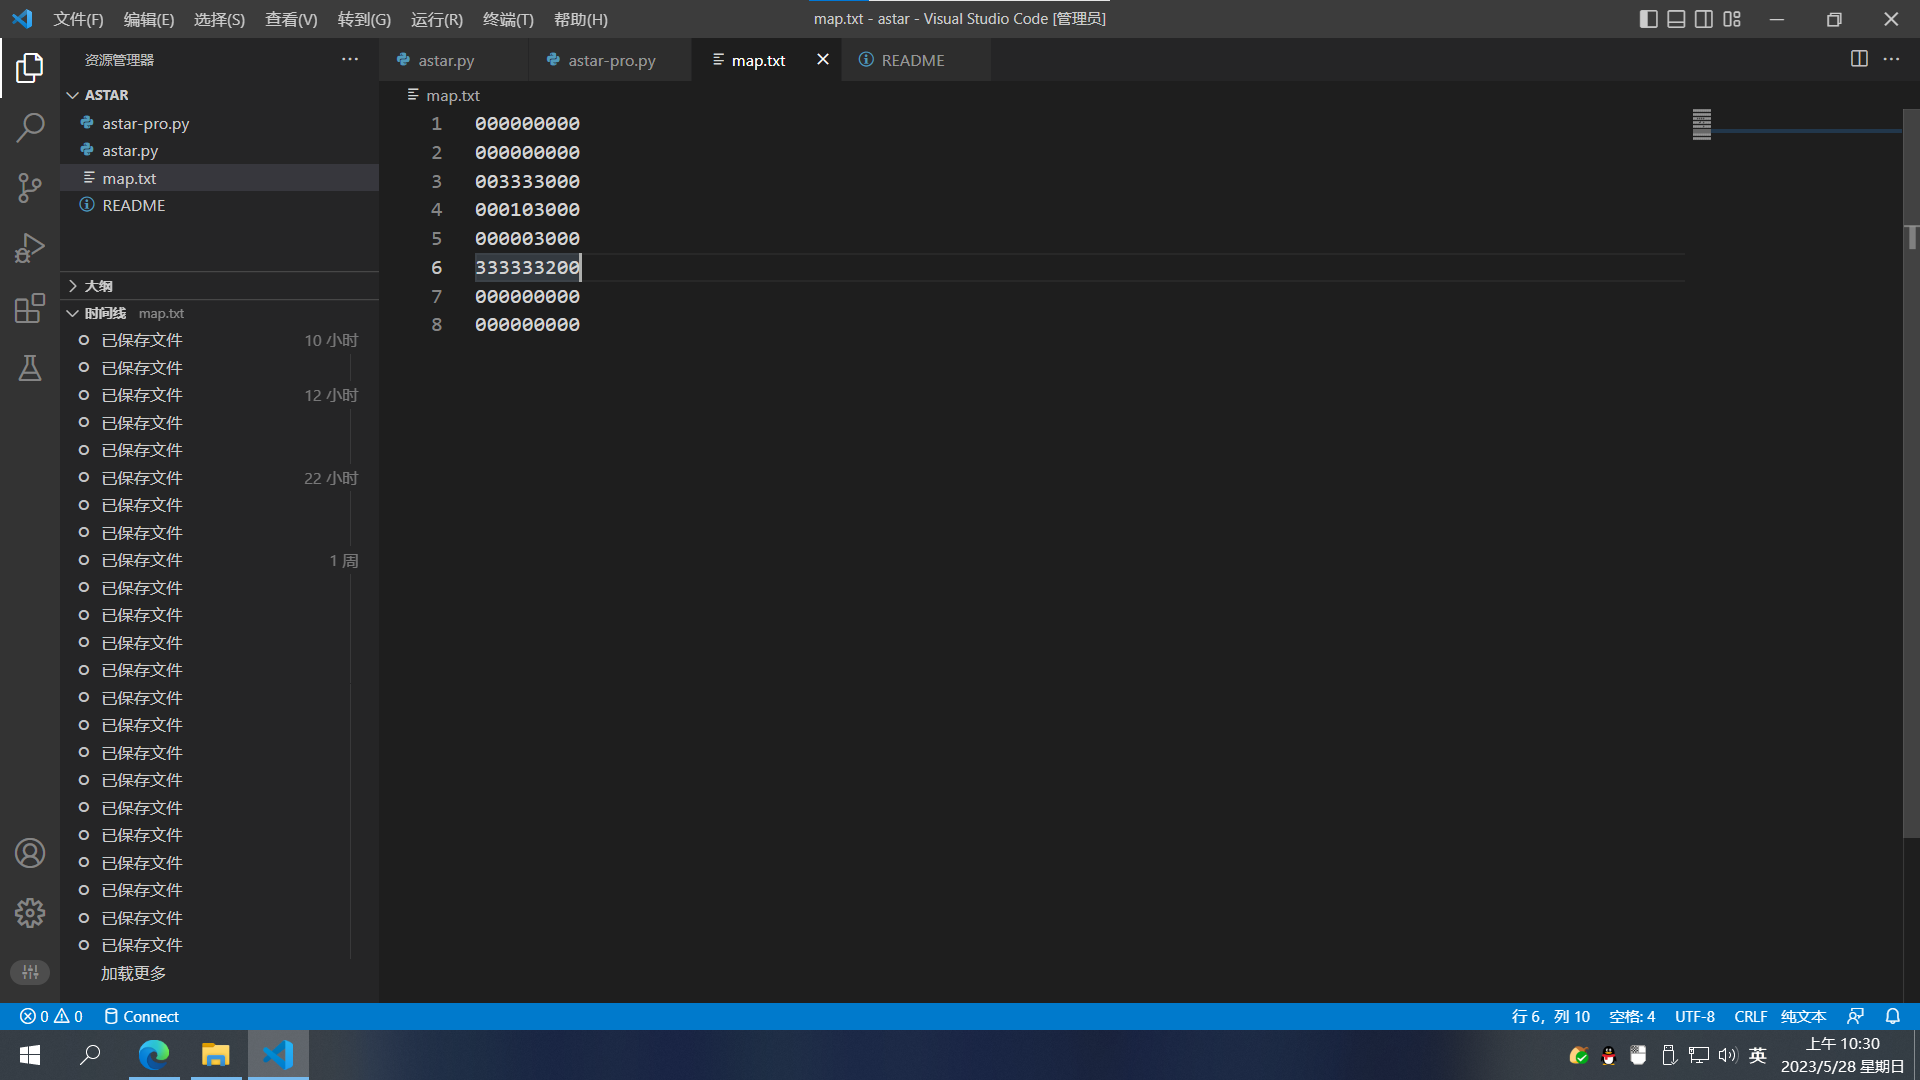 文件(F) 编辑(E) 选择(S) 查看(V) 转到(G) 运行(R) 终端(T) 帮助(H) map.txt - astar - Visual Studio Code [管理员]
资源管理器
ASTAR
astar-pro.py
astar.py
map.txt
README
大纲
时间线 map.txt
已保存文件 10 小时
已保存文件
已保存文件 12 小时
已保存文件
已保存文件
已保存文件 22 小时
已保存文件
已保存文件
已保存文件 1 周
已保存文件
已保存文件
已保存文件
已保存文件
已保存文件
已保存文件
已保存文件
已保存文件
已保存文件
已保存文件
已保存文件
已保存文件
已保存文件
已保存文件
加载更多
astar.py astar-pro.py map.txt README
map.txt
1 000000000
2 000000000
3 003333000
4 000103000
5 000003000
6 333333200
7 000000000
8 000000000
0 0 Connect 行 6，列 10 空格: 4 UTF-8 CRLF 纯文本
英 上午 10:30
2023/5/28 星期日